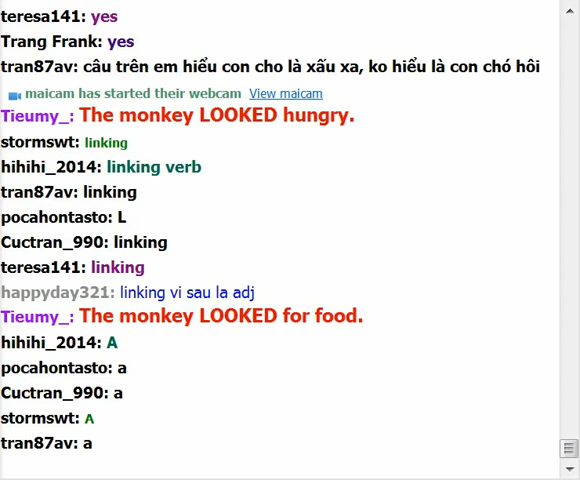 teresa141: yes
Trang Frank: yes
tran87av: câu trên em hiểu con cho là xấu xa, ko hiểu là con chó hôi
maicam has started their webcam View maicam
Tieumy_: The monkey LOOKED hungry.
stormswt: linking
hihihi_2014: linking verb
tran87av: linking
pocahontasto: L
Cuctran_990: linking
teresa141: linking
happyday321: linking vi sau la adj
Tieumy_: The monkey LOOKED for food.
hihihi_2014: A
pocahontasto: a
Cuctran_990: a
stormswt: A
tran87av: a